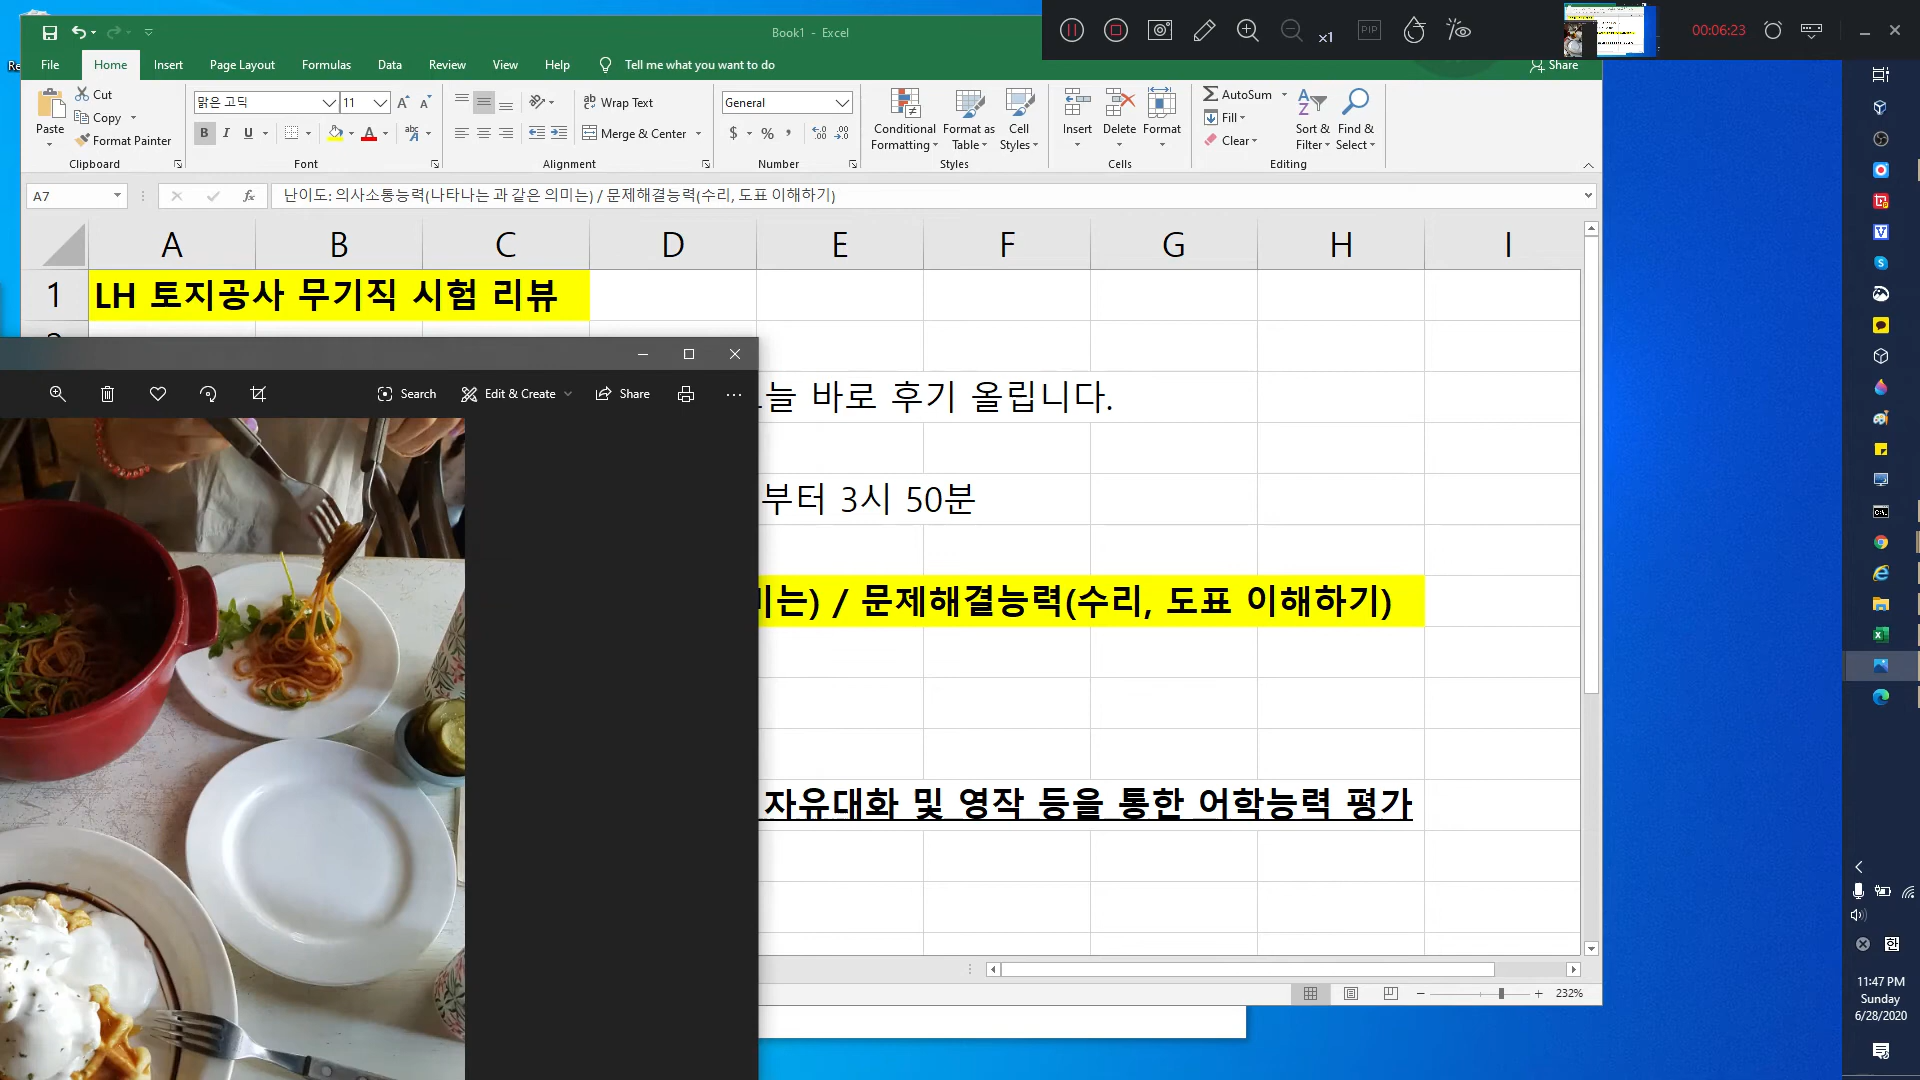 Book1 - Excel
x1
PIP
00:06:23
File Home Insert Page Layout Formulas Data Review View Help Tell me what you want to do Share
Paste
Cut
Copy
Format Painter
Clipboard
맑은 고딕 11
B I U
Font
Wrap Text
Merge & Center
Alignment
General
$ % ,
Number
Conditional Formatting
Format as Table
Cell Styles
Styles
Insert Delete Format
Cells
AutoSum
Fill
Clear
Sort & Filter
Find & Select
Editing
A7 fx 난이도: 의사소통능력(나타나는 과 같은 의미는) / 문제해결능력(수리, 도표 이해하기)
A B C D E F G H I
1 LH 토지공사 무기직 시험 리뷰
바로 후기 올립니다.
부터 3시 50분
/ 문제해결능력(수리, 도표 이해하기)
자유대화 및 영작 등을 통한 어학능력 평가
Search Edit & Create Share
232%
한
11:47 PM
Sunday
6/28/2020